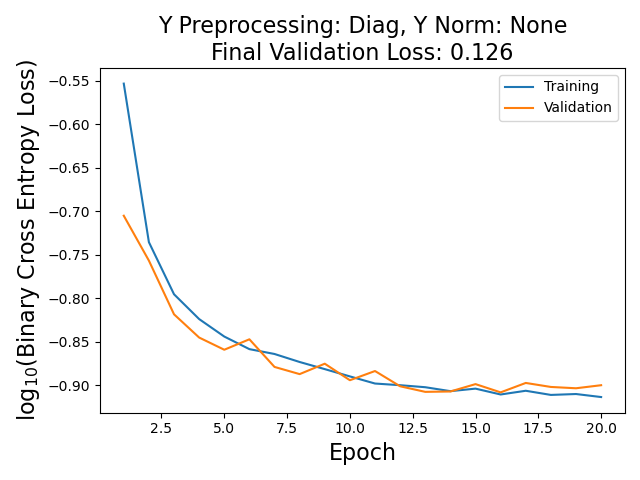 Y Preprocessing: Diag, Y Norm: None
Final Validation Loss: 0.126
log₁₀(Binary Cross Entropy Loss)
−0.55
−0.60
−0.65
−0.70
−0.75
−0.80
−0.85
−0.90
Training
Validation
2.5 5.0 7.5 10.0 12.5 15.0 17.5 20.0
Epoch